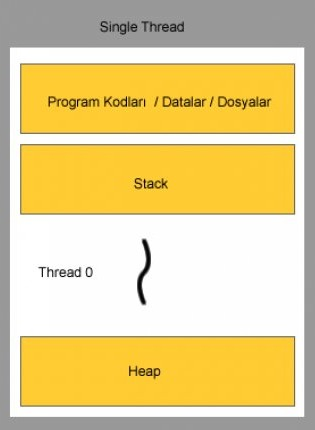 Single Thread
Program Kodları / Datalar / Dosyalar
Stack
Thread 0
Heap